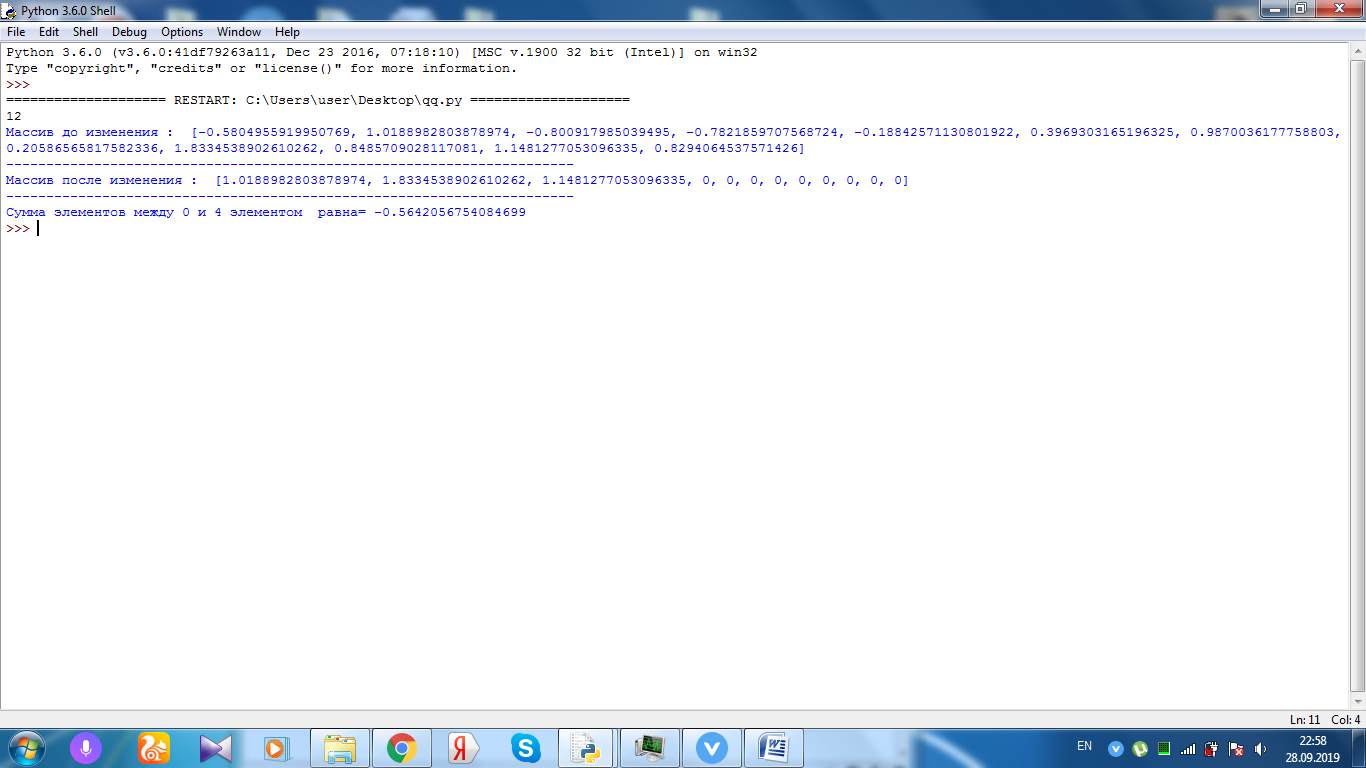 Python 3.6.0 Shell
File Edit Shell Debug Options Window Help
Python 3.6.0 (v3.6.0:41df79263a11, Dec 23 2016, 07:18:10) [MSC v.1900 32 bit (Intel)] on win32
Type "copyright", "credits" or "license()" for more information.
>>>
==================== RESTART: C:\Users\user\Desktop\qq.py ====================
12
Массив до изменения :  [-0.5804955919950769, 1.0188982803878974, -0.800917985039495, -0.7821859707568724, -0.18842571130801922, 0.3969303165196325, 0.9870036177758803,
0.20586565817582336, 1.8334538902610262, 0.8485709028117081, 1.1481277053096335, 0.8294064537571426]
-----------------------------------------------------------------------
Массив после изменения :  [1.0188982803878974, 1.8334538902610262, 1.1481277053096335, 0, 0, 0, 0, 0, 0, 0, 0, 0]
-----------------------------------------------------------------------
Сумма элементов между 0 и 4 элементом  равна= -0.5642056754084699
>>>
Ln: 11 Col: 4
EN
22:58
28.09.2019